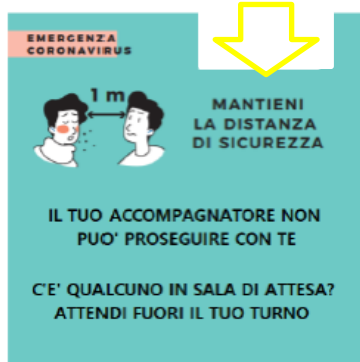 EMERGENZA
CORONAVIRUS
1 m
MANTIENI
LA DISTANZA
DI SICUREZZA
IL TUO ACCOMPAGNATORE NON
PUO' PROSEGUIRE CON TE
C'E' QUALCUNO IN SALA DI ATTESA?
ATTENDI FUORI IL TUO TURNO